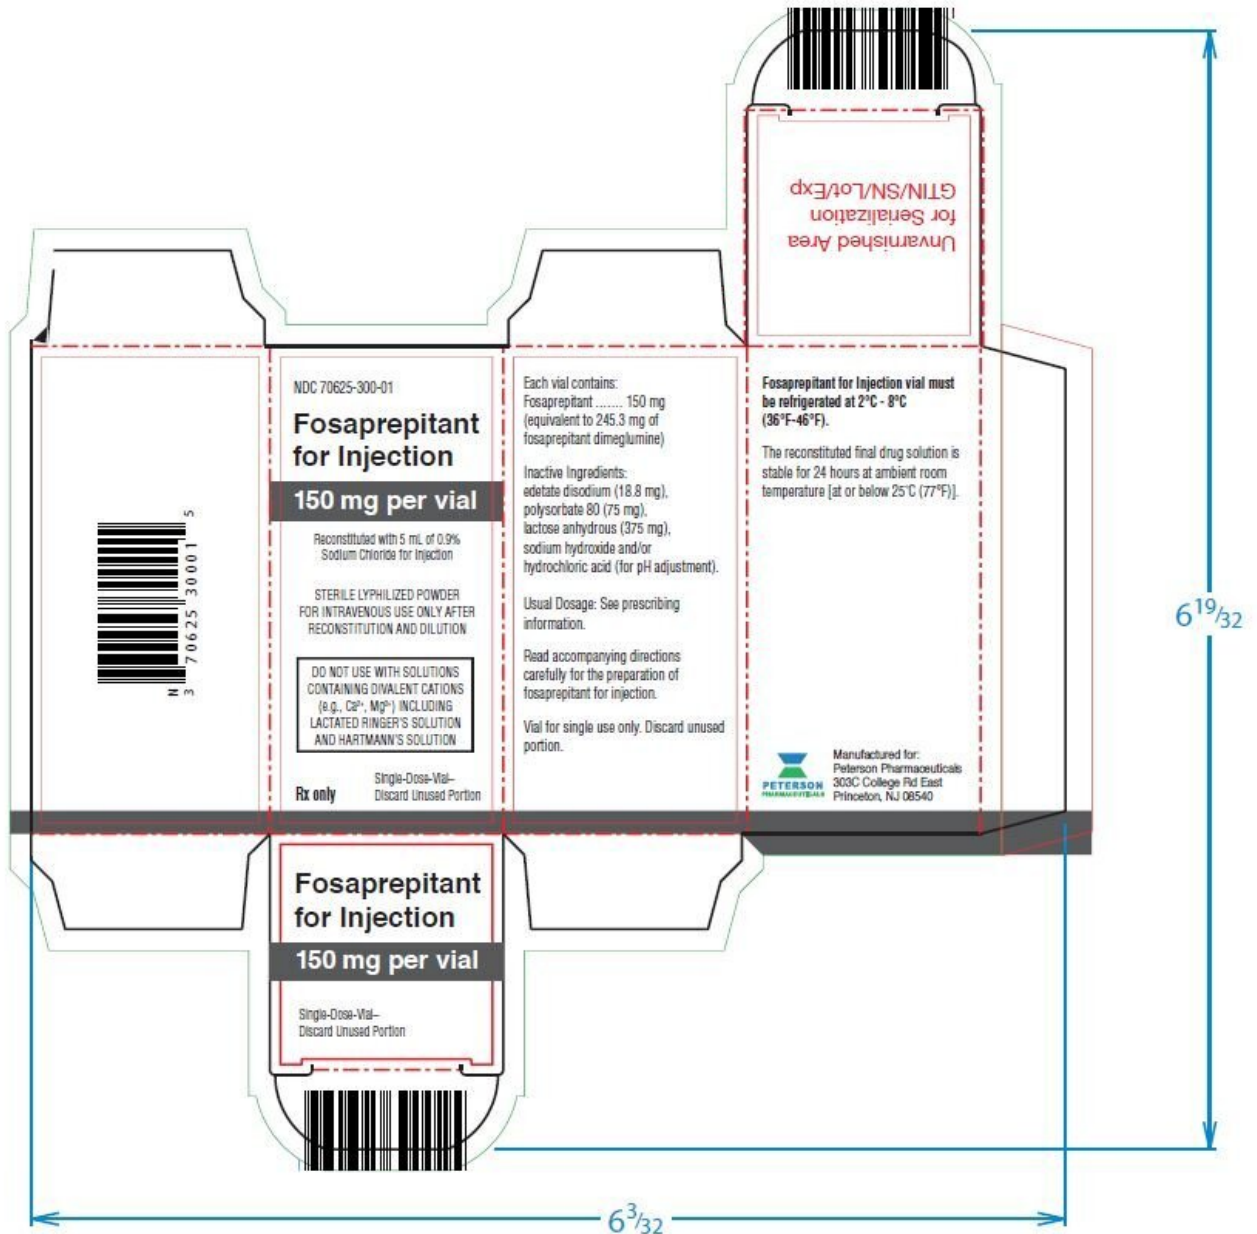 Unvarnished Area
for Serialization
GTIN/SN/Lot/Exp
N
3 70625 30001 5
NDC 70625-300-01
Fosaprepitant
for Injection
150 mg per vial
Reconstituted with 5 mL of 0.9%
Sodium Chloride for Injection
STERILE LYPHILIZED POWDER
FOR INTRAVENOUS USE ONLY AFTER
RECONSTITUTION AND DILUTION
DO NOT USE WITH SOLUTIONS
CONTAINING DIVALENT CATIONS
(e.g., Ca²⁺, Mg²⁺) INCLUDING
LACTATED RINGER'S SOLUTION
AND HARTMANN'S SOLUTION
Rx only
Single-Dose-Vial–
Discard Unused Portion
Each vial contains:
Fosaprepitant ....... 150 mg
(equivalent to 245.3 mg of
fosaprepitant dimeglumine)
Inactive Ingredients:
edetate disodium (18.8 mg),
polysorbate 80 (75 mg),
lactose anhydrous (375 mg),
sodium hydroxide and/or
hydrochloric acid (for pH adjustment).
Usual Dosage: See prescribing
information.
Read accompanying directions
carefully for the preparation of
fosaprepitant for injection.
Vial for single use only. Discard unused
portion.
Fosaprepitant for Injection vial must
be refrigerated at 2°C - 8°C
(36°F-46°F).
The reconstituted final drug solution is
stable for 24 hours at ambient room
temperature [at or below 25°C (77°F)].
PETERSON
PHARMACEUTICALS
Manufactured for:
Peterson Pharmaceuticals
303C College Rd East
Princeton, NJ 08540
Fosaprepitant
for Injection
150 mg per vial
Single-Dose-Vial–
Discard Unused Portion
6 19/32
6 3/32